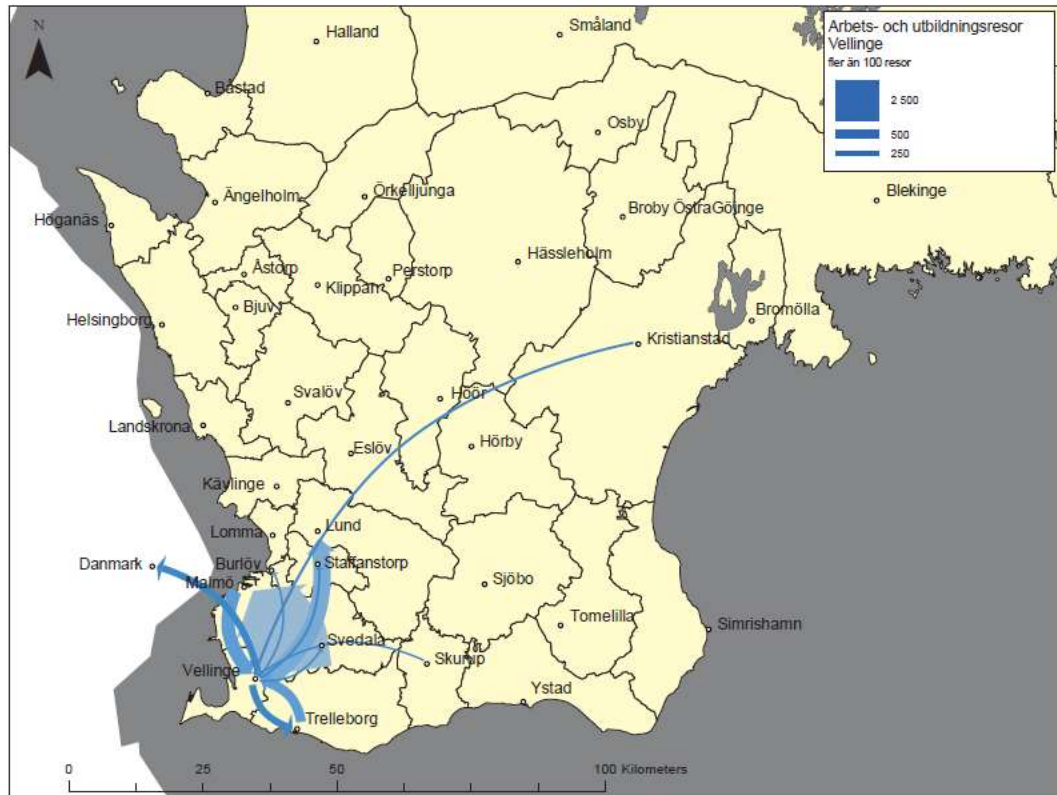 N
Halland
Småland
Arbets- och utbildningsresor
Vellinge
fler än 100 resor
2 500
500
250
Båstad
Osby
Ängelholm
Örkelljunga
Blekinge
Höganäs
Broby ÖstraGöinge
Hässleholm
Åstorp
Perstorp
Klippan
Bjuv
Helsingborg
Bromölla
Kristianstad
Svalöv
Höör
Landskrona
Hörby
Eslöv
Kävlinge
Lund
Lomma
Danmark
Burlöv
Staffanstorp
Malmö
Sjöbo
Tomelilla
Simrishamn
Svedala
Skurup
Vellinge
Ystad
Trelleborg
0 25 50 100 Kilometers